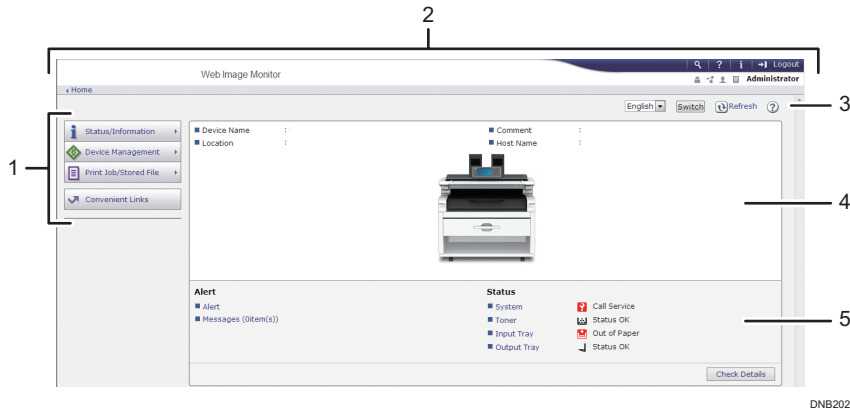 2
Logout
Web Image Monitor
Administrator
Home
English Switch Refresh
3
1
Status/Information
Device Management
Print Job/Stored File
Convenient Links
Device Name :
Comment :
Location :
Host Name :
4
Alert
Alert
Messages (0item(s))
Status
System Call Service
Toner Status OK
Input Tray Out of Paper
Output Tray Status OK
5
Check Details
DNB202